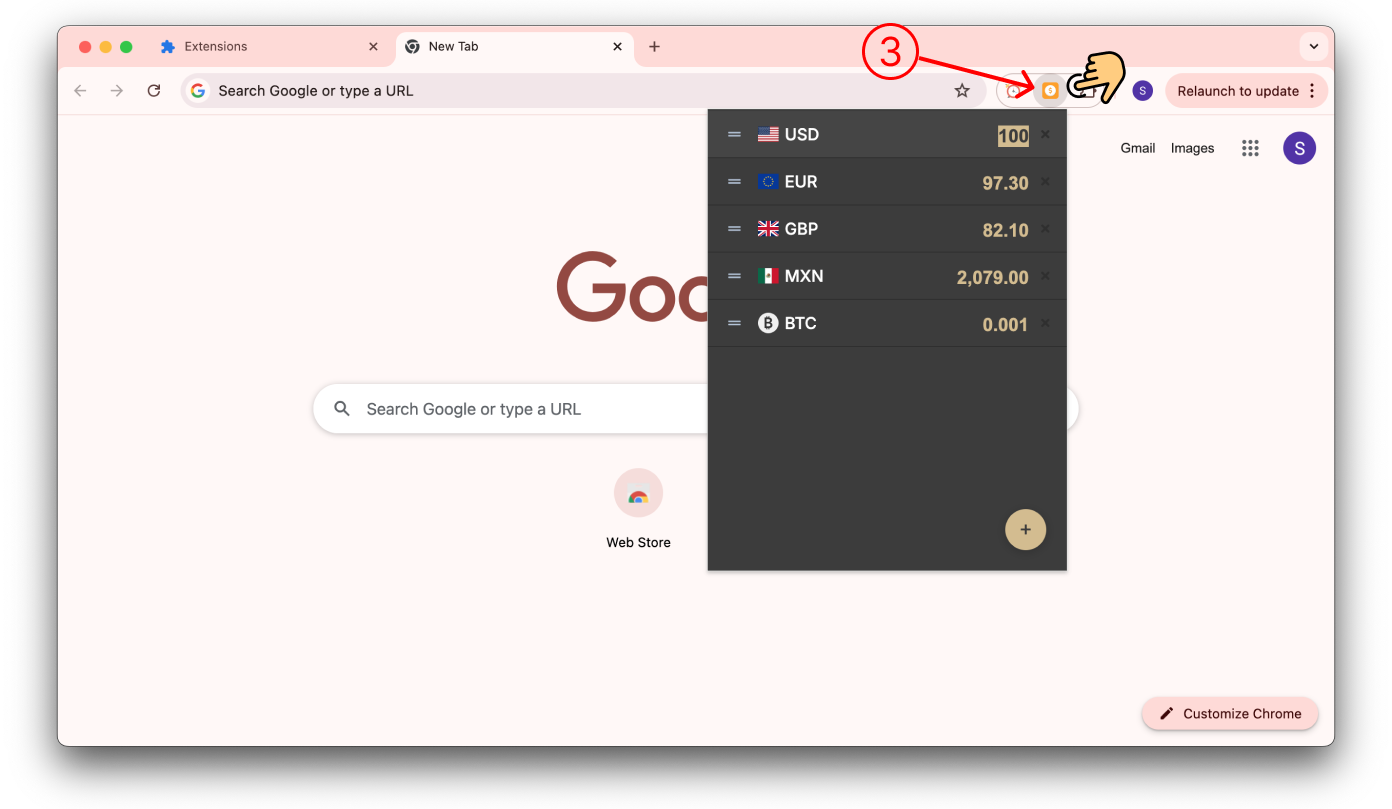 Extensions
New Tab
3
Search Google or type a URL
S
Relaunch to update
USD
100
EUR
97.30
GBP
82.10
MXN
2,079.00
BTC
0.001
Gmail
Images
S
Goo
Search Google or type a URL
Web Store
+
Customize Chrome